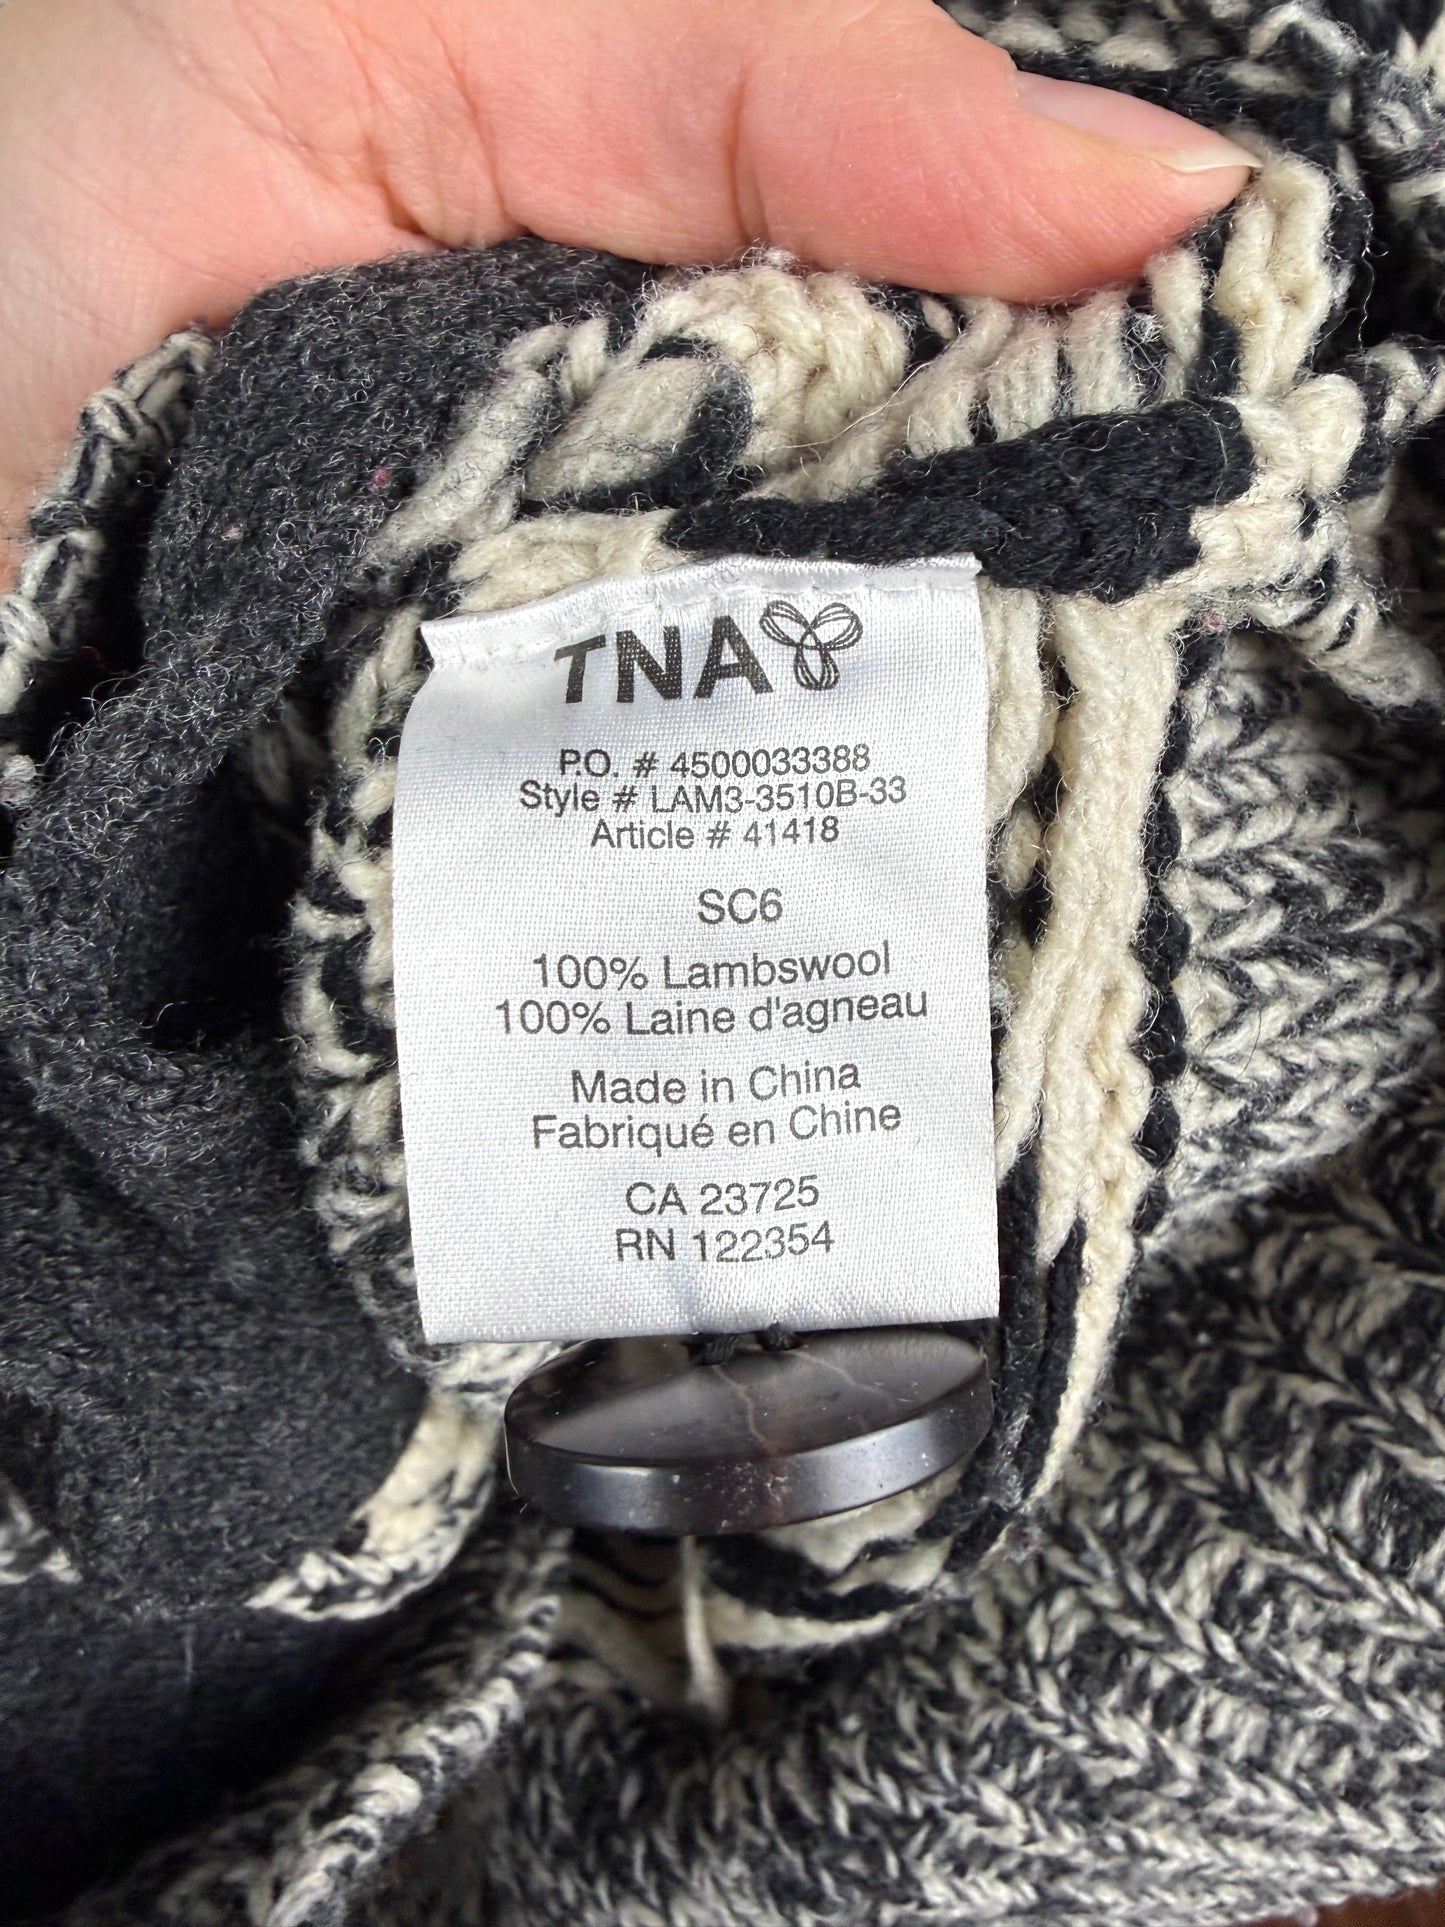 TNA
P.O. # 4500033388
Style # LAM3-3510B-33
Article # 41418
SC6
100% Lambswool
100% Laine d'agneau
Made in China
Fabriqué en Chine
CA 23725
RN 122354